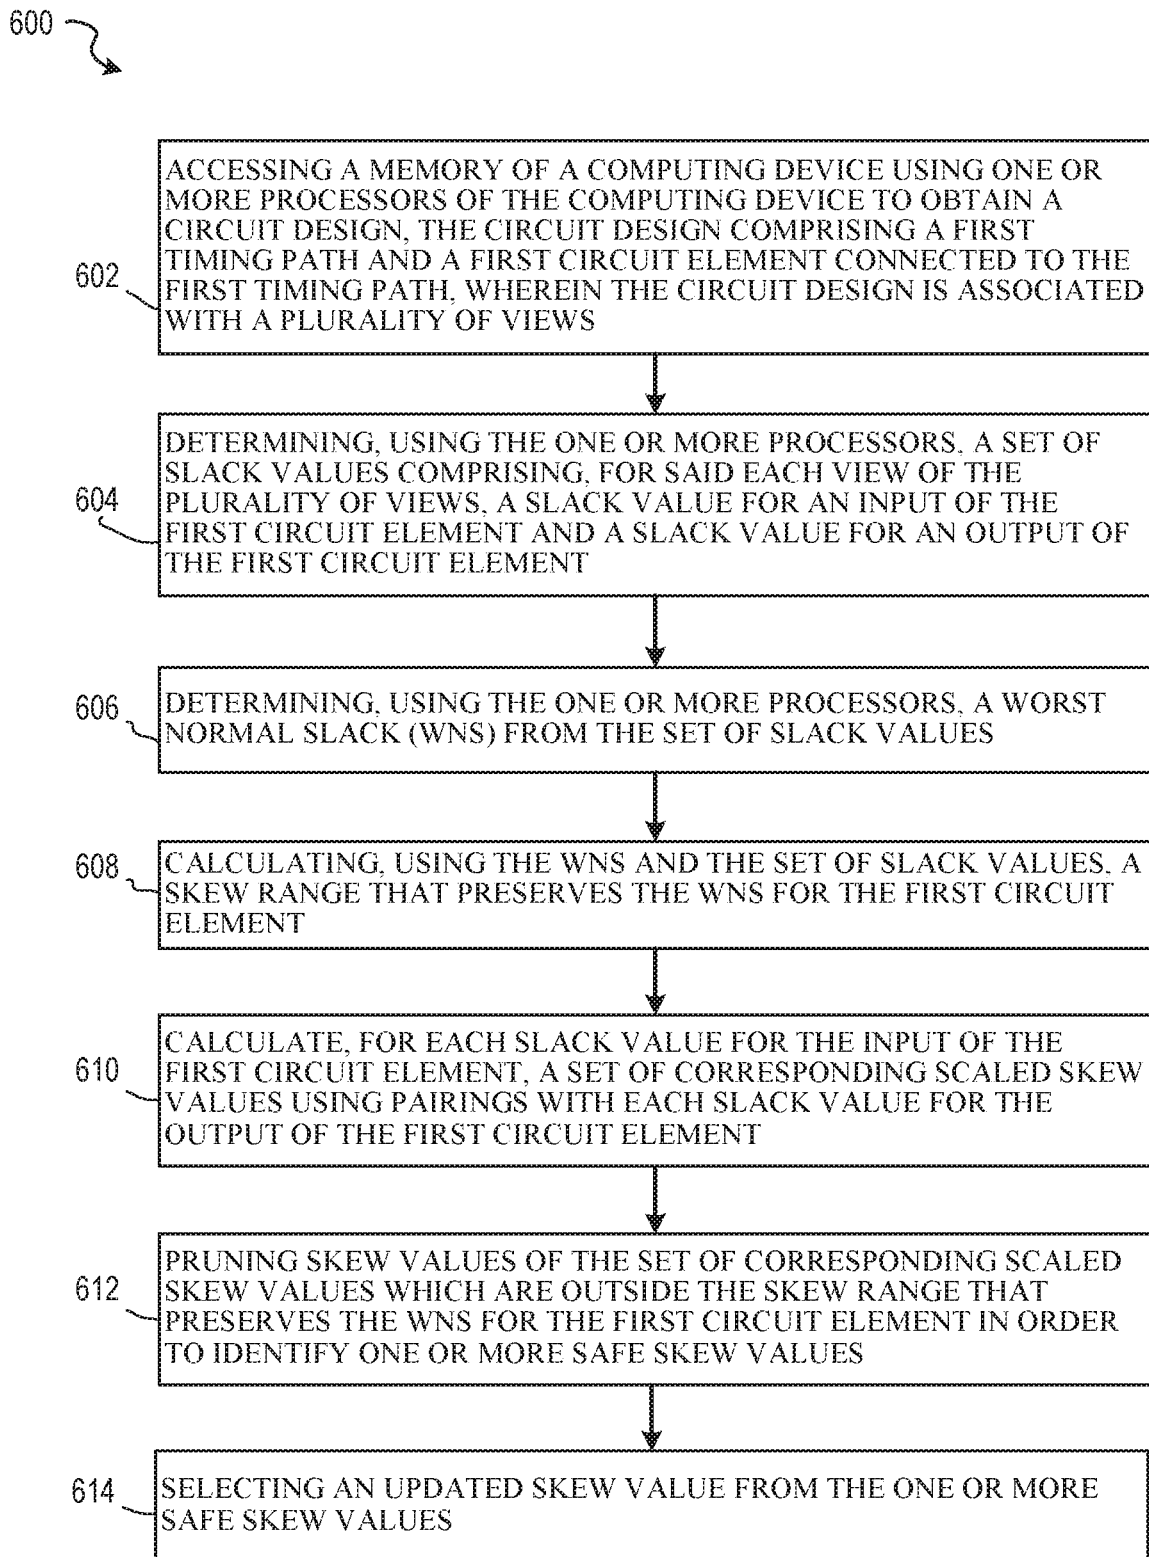 600
ACCESSING A MEMORY OF A COMPUTING DEVICE USING ONE OR
MORE PROCESSORS OF THE COMPUTING DEVICE TO OBTAIN A
CIRCUIT DESIGN, THE CIRCUIT DESIGN COMPRISING A FIRST
TIMING PATH AND A FIRST CIRCUIT ELEMENT CONNECTED TO THE
FIRST TIMING PATH, WHEREIN THE CIRCUIT DESIGN IS ASSOCIATED
WITH A PLURALITY OF VIEWS
602
DETERMINING, USING THE ONE OR MORE PROCESSORS, A SET OF
SLACK VALUES COMPRISING, FOR SAID EACH VIEW OF THE
PLURALITY OF VIEWS, A SLACK VALUE FOR AN INPUT OF THE
FIRST CIRCUIT ELEMENT AND A SLACK VALUE FOR AN OUTPUT OF
THE FIRST CIRCUIT ELEMENT
604
DETERMINING, USING THE ONE OR MORE PROCESSORS, A WORST
NORMAL SLACK (WNS) FROM THE SET OF SLACK VALUES
606
CALCULATING, USING THE WNS AND THE SET OF SLACK VALUES, A
SKEW RANGE THAT PRESERVES THE WNS FOR THE FIRST CIRCUIT
ELEMENT
608
CALCULATE, FOR EACH SLACK VALUE FOR THE INPUT OF THE
FIRST CIRCUIT ELEMENT, A SET OF CORRESPONDING SCALED SKEW
VALUES USING PAIRINGS WITH EACH SLACK VALUE FOR THE
OUTPUT OF THE FIRST CIRCUIT ELEMENT
610
PRUNING SKEW VALUES OF THE SET OF CORRESPONDING SCALED
SKEW VALUES WHICH ARE OUTSIDE THE SKEW RANGE THAT
PRESERVES THE WNS FOR THE FIRST CIRCUIT ELEMENT IN ORDER
TO IDENTIFY ONE OR MORE SAFE SKEW VALUES
612
SELECTING AN UPDATED SKEW VALUE FROM THE ONE OR MORE
SAFE SKEW VALUES
614